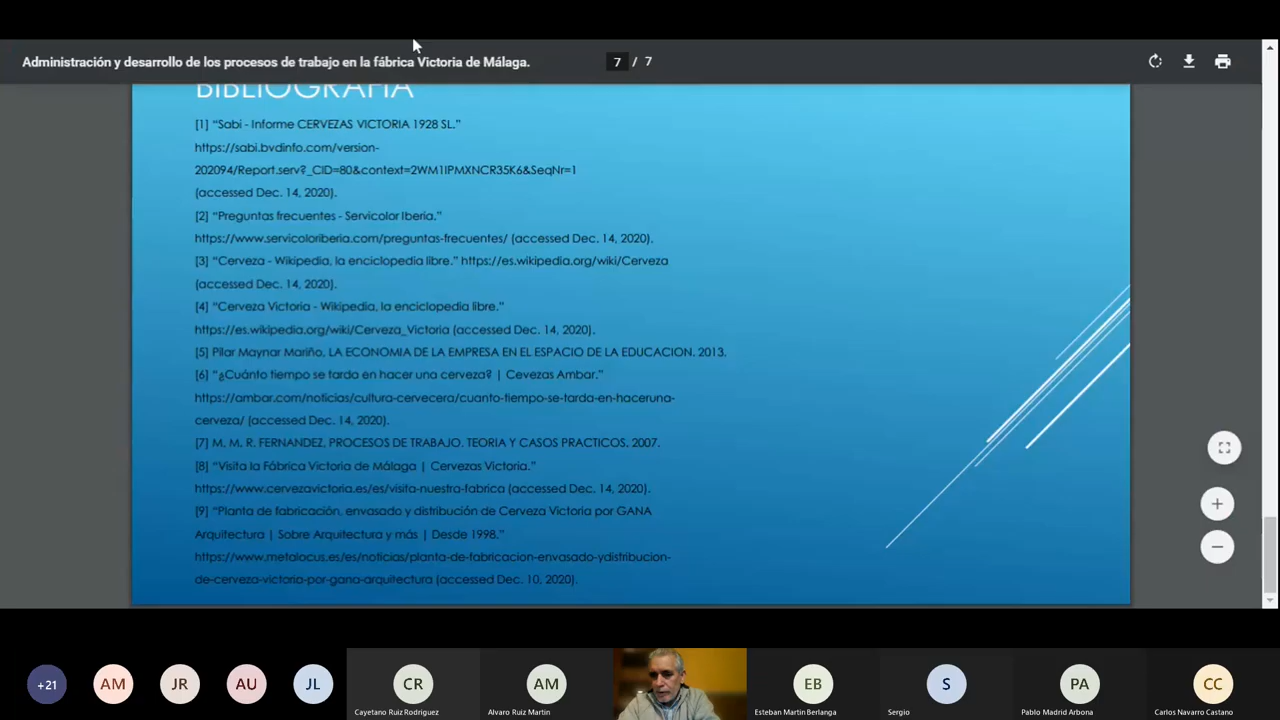 Administración y desarrollo de los procesos de trabajo en la fábrica Victoria de Málaga.
7 / 7
BIBLIOGRAFÍA
[1] “Sabi - Informe CERVEZAS VICTORIA 1928 SL.”
https://sabi.bvdinfo.com/version-
202094/Report.serv?_CID=80&context=2WM1IPMXNCR35K6&SeqNr=1
(accessed Dec. 14, 2020).
[2] “Preguntas frecuentes - Servicolor Iberia.”
https://www.servicoloriberia.com/preguntas-frecuentes/ (accessed Dec. 14, 2020).
[3] “Cerveza - Wikipedia, la enciclopedia libre.” https://es.wikipedia.org/wiki/Cerveza
(accessed Dec. 14, 2020).
[4] “Cerveza Victoria - Wikipedia, la enciclopedia libre.”
https://es.wikipedia.org/wiki/Cerveza_Victoria (accessed Dec. 14, 2020).
[5] Pilar Maynar Mariño, LA ECONOMIA DE LA EMPRESA EN EL ESPACIO DE LA EDUCACION. 2013.
[6] “¿Cuánto tiempo se tarda en hacer una cerveza? | Cevezas Ambar.”
https://ambar.com/noticias/cultura-cervecera/cuanto-tiempo-se-tarda-en-haceruna-
cerveza/ (accessed Dec. 14, 2020).
[7] M. M. R. FERNANDEZ, PROCESOS DE TRABAJO. TEORIA Y CASOS PRACTICOS. 2007.
[8] “Visita la Fábrica Victoria de Málaga | Cervezas Victoria.”
https://www.cervezavictoria.es/es/visita-nuestra-fabrica (accessed Dec. 14, 2020).
[9] “Planta de fabricación, envasado y distribución de Cerveza Victoria por GANA
Arquitectura | Sobre Arquitectura y más | Desde 1998.”
https://www.metalocus.es/es/noticias/planta-de-fabricacion-envasado-ydistribucion-
de-cerveza-victoria-por-gana-arquitectura (accessed Dec. 10, 2020).
+21 AM JR AU JL CR AM EB S PA CC
Cayetano Ruiz Rodriguez Alvaro Ruiz Martin Esteban Martin Berlanga Sergio Pablo Madrid Arbona Carlos Navarro Castano